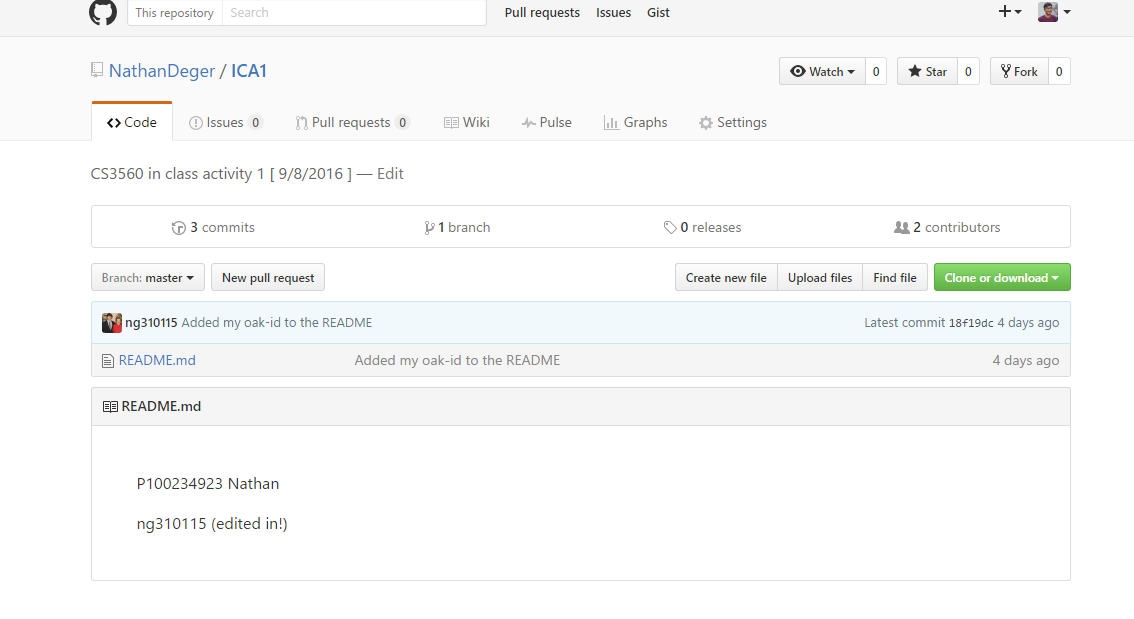 This repository Search Pull requests Issues Gist
NathanDeger / ICA1 Watch 0 Star 0 Fork 0
Code Issues 0 Pull requests 0 Wiki Pulse Graphs Settings
CS3560 in class activity 1 [ 9/8/2016 ] — Edit
3 commits 1 branch 0 releases 2 contributors
Branch: master New pull request Create new file Upload files Find file Clone or download
ng310115 Added my oak-id to the README Latest commit 18f19dc 4 days ago
README.md Added my oak-id to the README 4 days ago
README.md
P100234923 Nathan
ng310115 (edited in!)